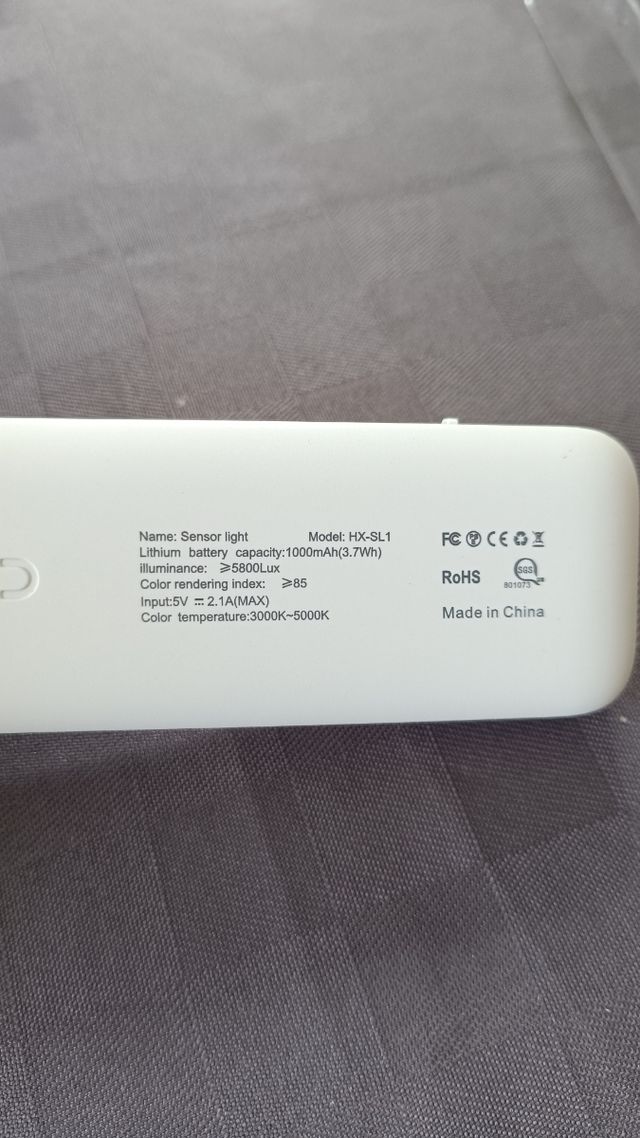 Name: Sensor light Model: HX-SL1
Lithium battery capacity:1000mAh(3.7Wh)
illuminance: ≥5800Lux
Color rendering index: ≥85
Input:5V ⎓ 2.1A(MAX)
Color temperature:3000K~5000K
FC CE
RoHS SGS
801073
Made in China